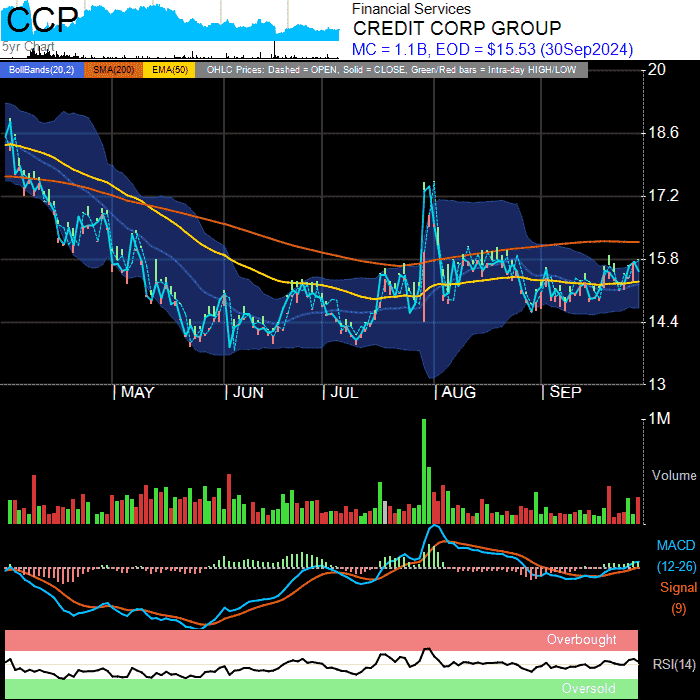 CCP
5yr Chart
Financial Services
CREDIT CORP GROUP
MC = 1.1B, EOD = $15.53 (30Sep2024)
BollBands(20,2) SMA(200) EMA(50) OHLC Prices: Dashed = OPEN, Solid = CLOSE, Green/Red bars = Intra-day HIGH/LOW
20
18.6
17.2
15.8
14.4
13
MAY JUN JUL AUG SEP
1M
Volume
MACD
(12-26)
Signal
(9)
Overbought
RSI(14)
Oversold